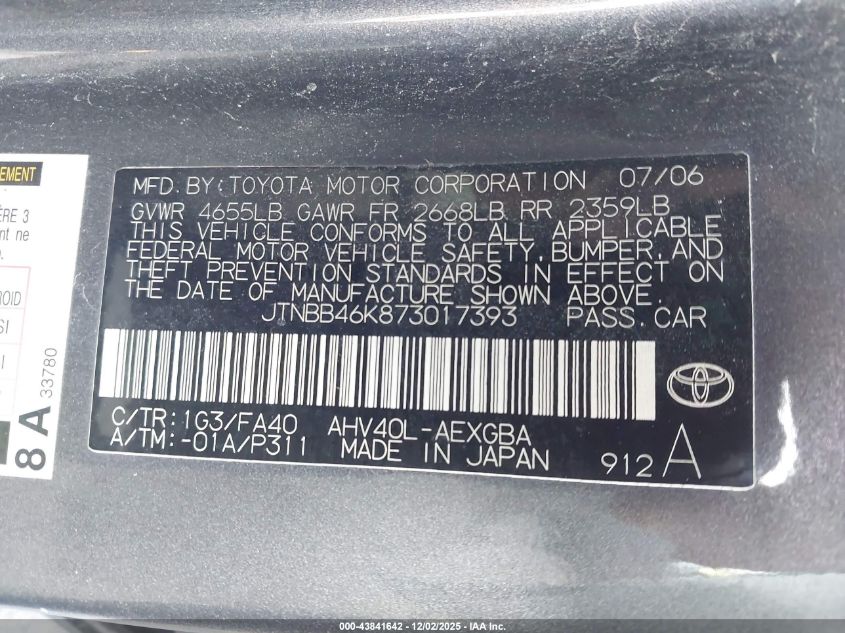 EMENT
ÈRE 3
nt ne
ROID
SI
8 A 33780
MFD. BY: TOYOTA MOTOR CORPORATION 07/06
GVWR 4655LB GAWR FR 2668LB RR 2359LB
THIS VEHICLE CONFORMS TO ALL APPLICABLE
FEDERAL MOTOR VEHICLE SAFETY, BUMPER, AND
THEFT PREVENTION STANDARDS IN EFFECT ON
THE DATE OF MANUFACTURE SHOWN ABOVE.
JTNBB46K873017393 PASS. CAR
C/TR: 1G3/FA40 AHV40L-AEXGBA
A/TM: -01A/P311 MADE IN JAPAN 912 A
000-43841642 - 12/02/2025 - IAA Inc.